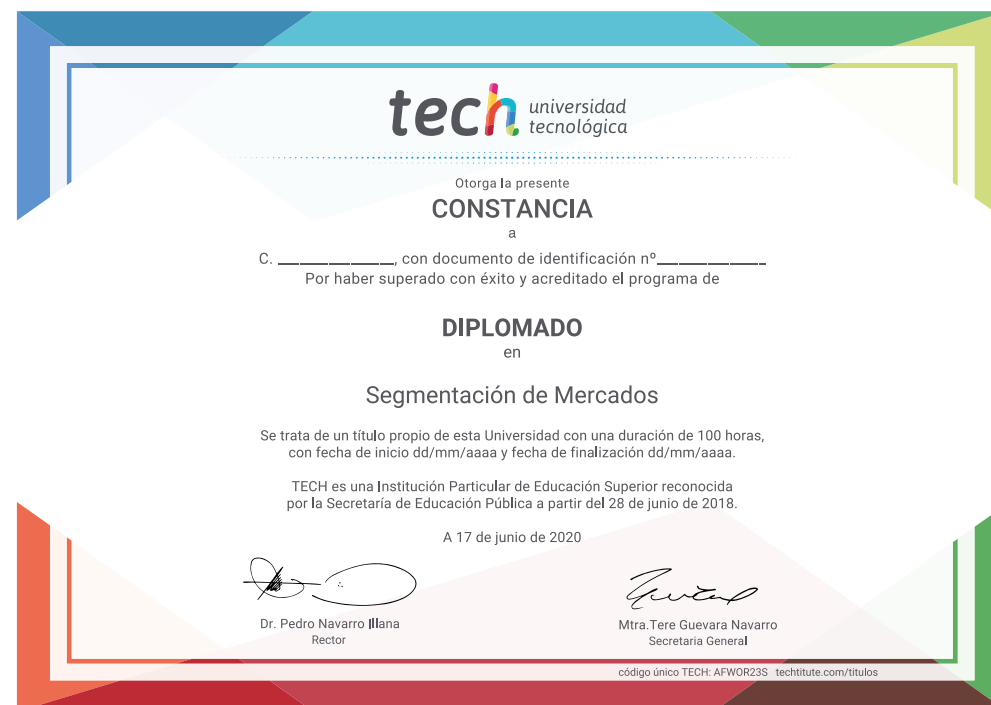 tech universidad
tecnológica
Otorga la presente
CONSTANCIA
a
C. ______________, con documento de identificación nº_____________
Por haber superado con éxito y acreditado el programa de
DIPLOMADO
en
Segmentación de Mercados
Se trata de un título propio de esta Universidad con una duración de 100 horas,
con fecha de inicio dd/mm/aaaa y fecha de finalización dd/mm/aaaa.
TECH es una Institución Particular de Educación Superior reconocida
por la Secretaría de Educación Pública a partir del 28 de junio de 2018.
A 17 de junio de 2020
Dr. Pedro Navarro Illana
Rector
Mtra.Tere Guevara Navarro
Secretaria General
código único TECH: AFWOR23S techtitute.com/titulos